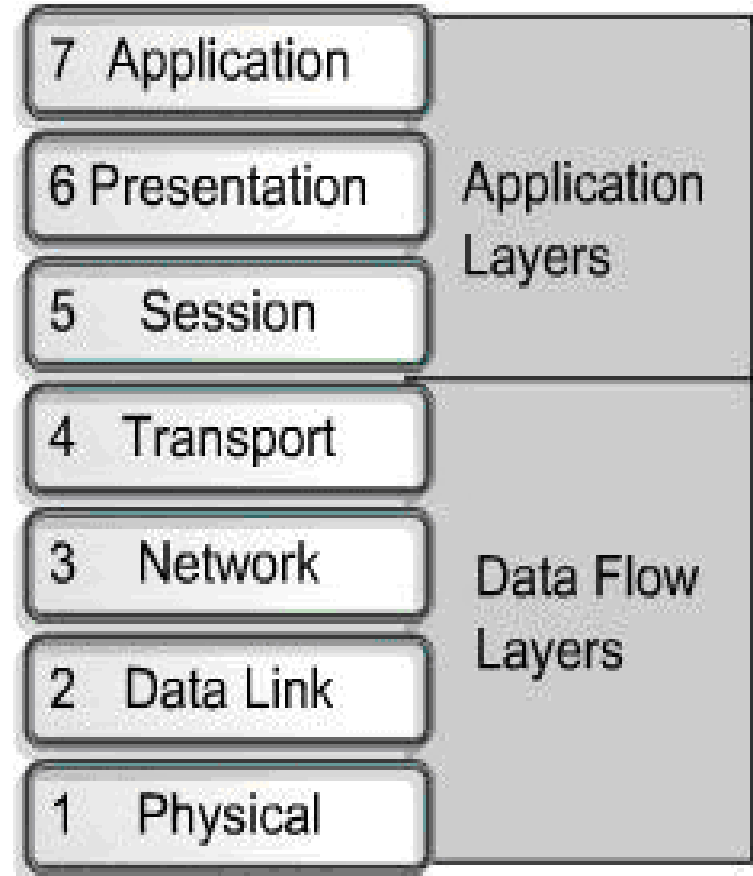 7 Application
6 Presentation
5 Session
Application
Layers
4 Transport
3 Network
2 Data Link
1 Physical
Data Flow
Layers